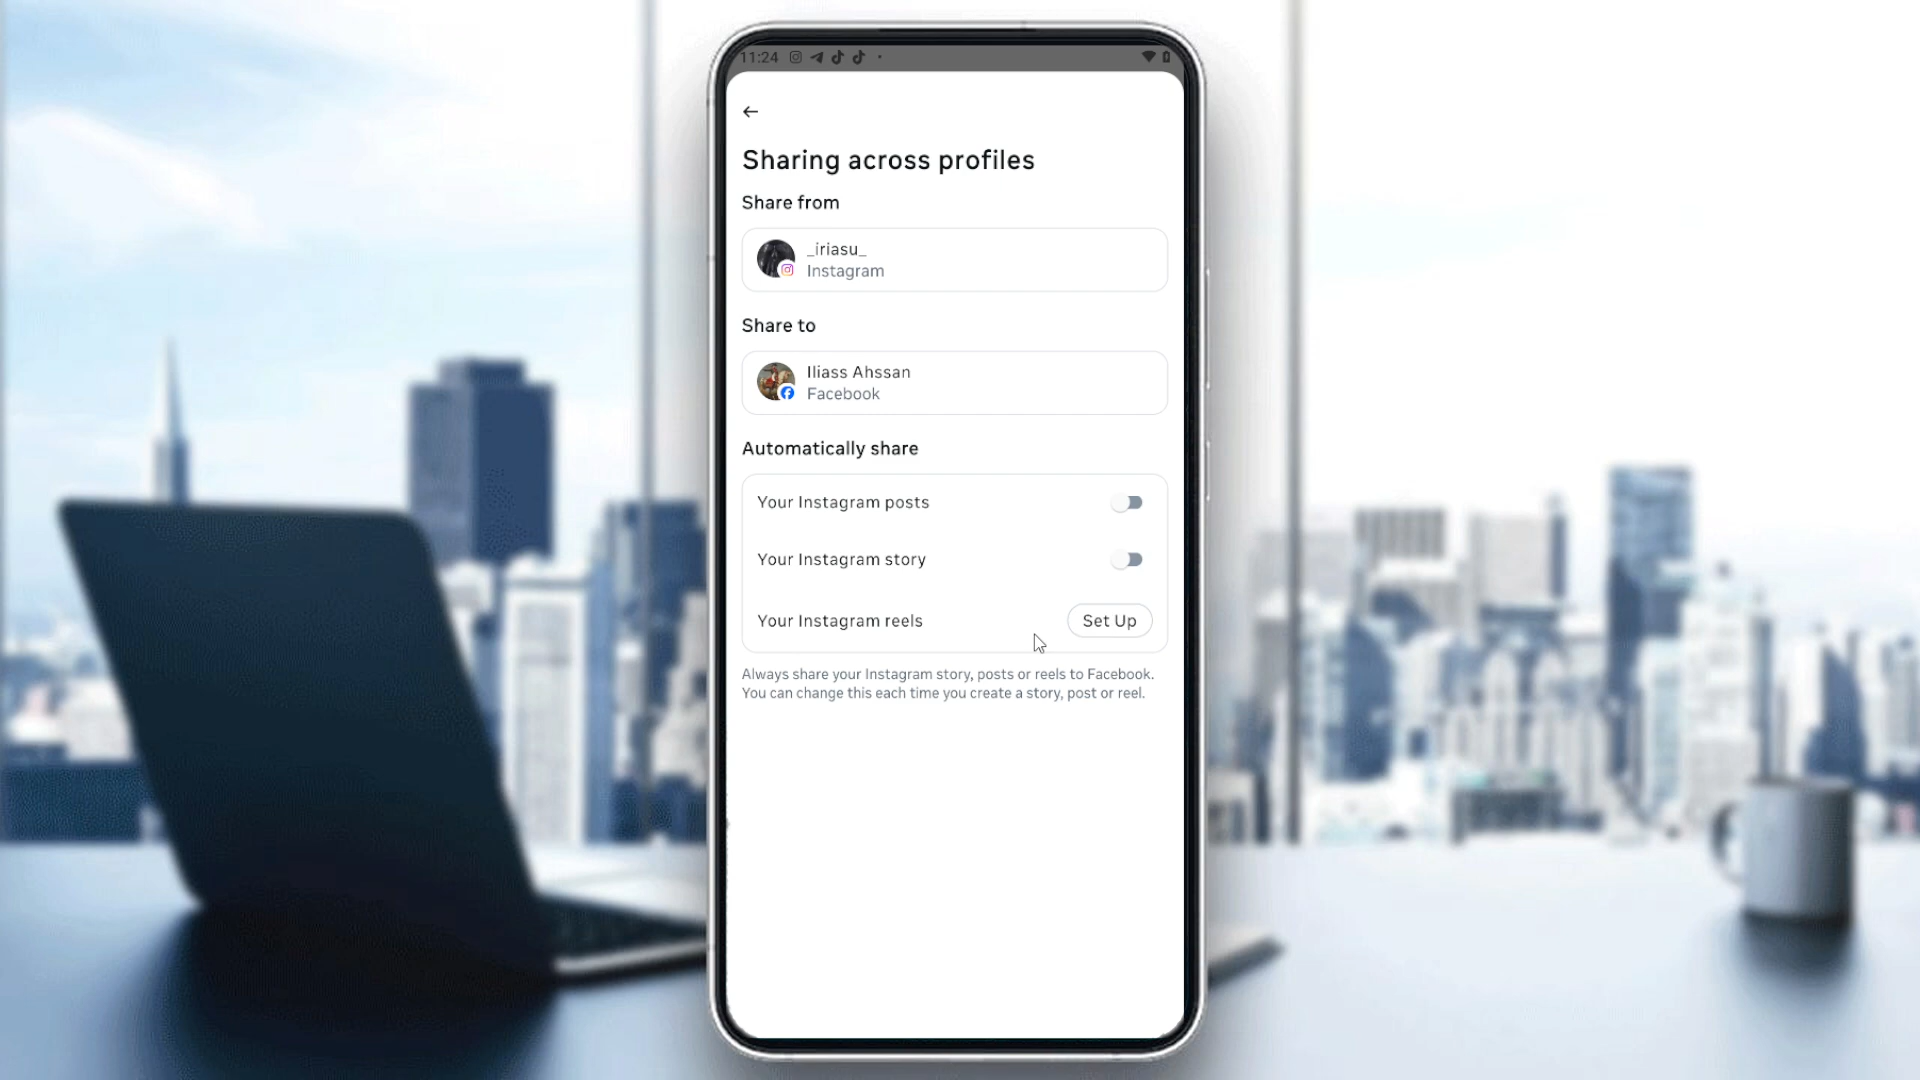 11:24
Sharing across profiles
Share from
_iriasu_
Instagram
Share to
Iliass Ahssan
Facebook
Automatically share
Your Instagram posts
Your Instagram story
Your Instagram reels
Set Up
Always share your Instagram story, posts or reels to Facebook.
You can change this each time you create a story, post or reel.